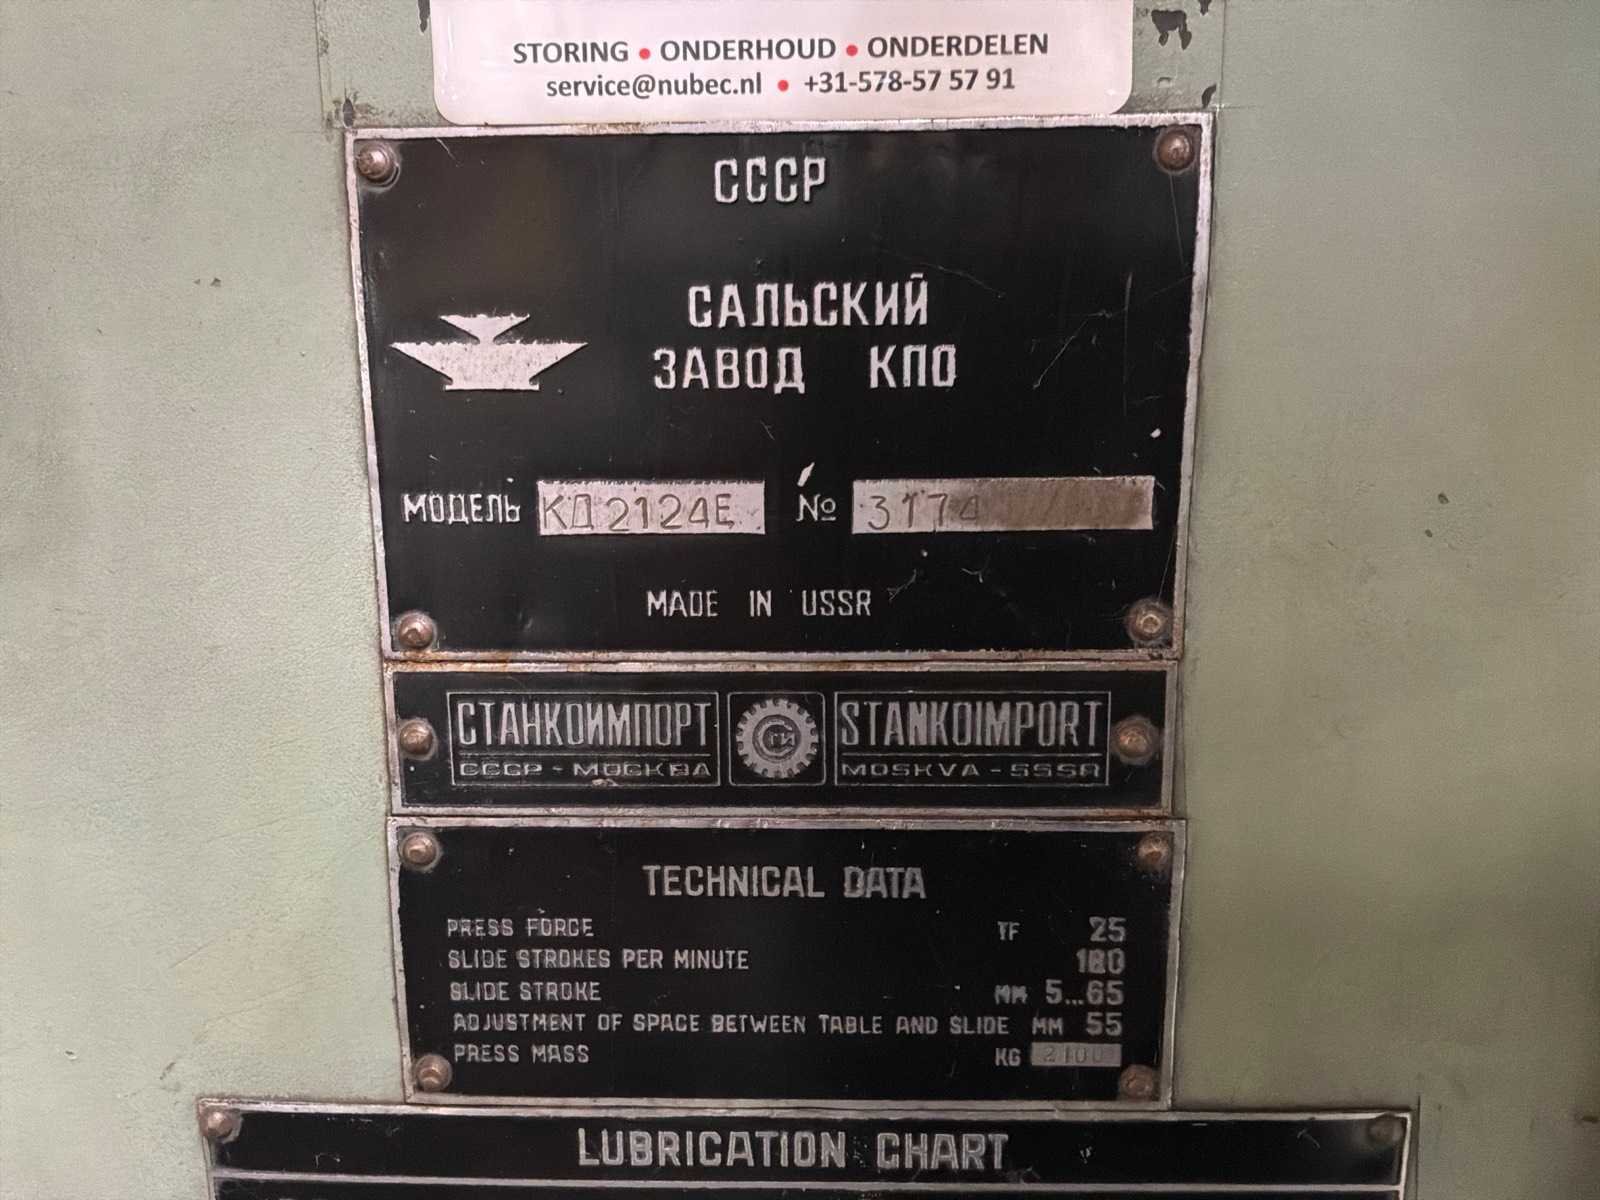 STORING • ONDERHOUD • ONDERDELEN
service@nubec.nl • +31-578-57 57 91
СССР
САЛЬСКИЙ
ЗАВОД КПО
МОДЕЛЬ КД2124Е № 3174
MADE IN USSR
СТАНКОИМПОРТ
СССР - МОСКВА
СТИ
STANKOIMPORT
MOSKVA - SSSR
TECHNICAL DATA
PRESS FORCE TF 25
SLIDE STROKES PER MINUTE
SLIDE STROKE MM 5...65
ADJUSTMENT OF SPACE BETWEEN TABLE AND SLIDE MM 55
PRESS MASS KG 2100
LUBRICATION CHART